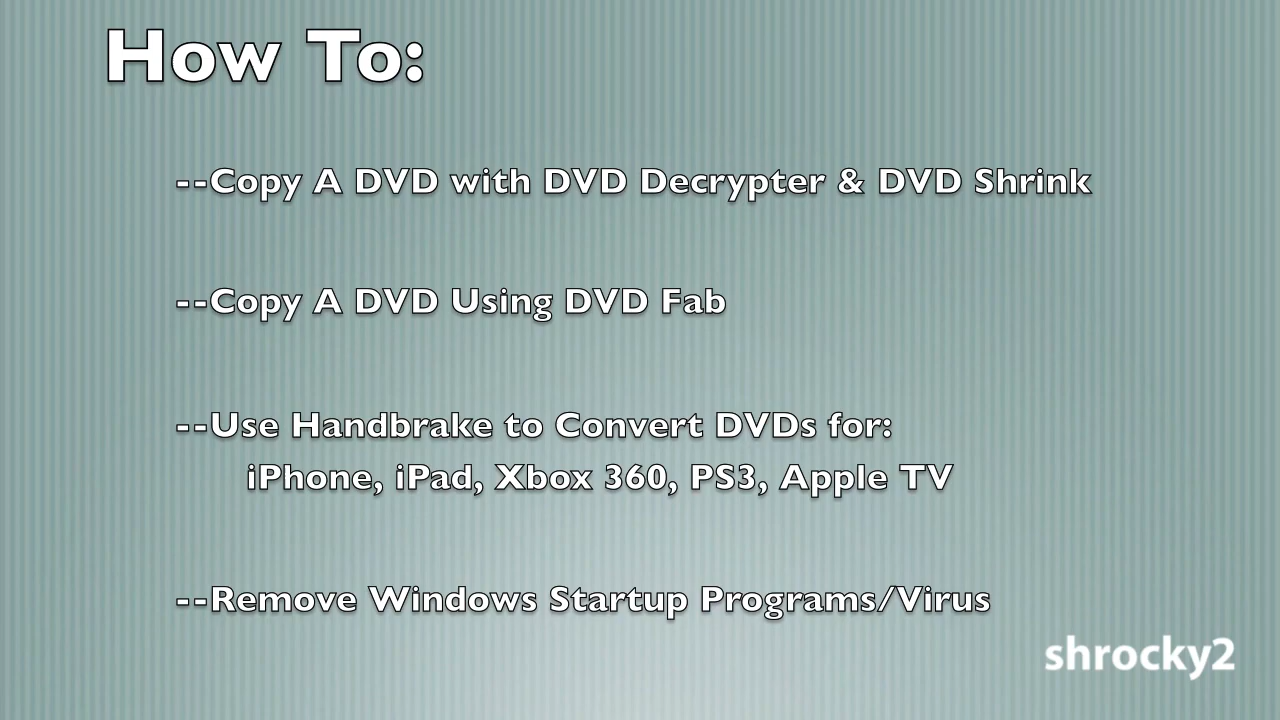 How To:
--Copy A DVD with DVD Decrypter & DVD Shrink
--Copy A DVD Using DVD Fab
--Use Handbrake to Convert DVDs for:
iPhone, iPad, Xbox 360, PS3, Apple TV
--Remove Windows Startup Programs/Virus
shrocky2